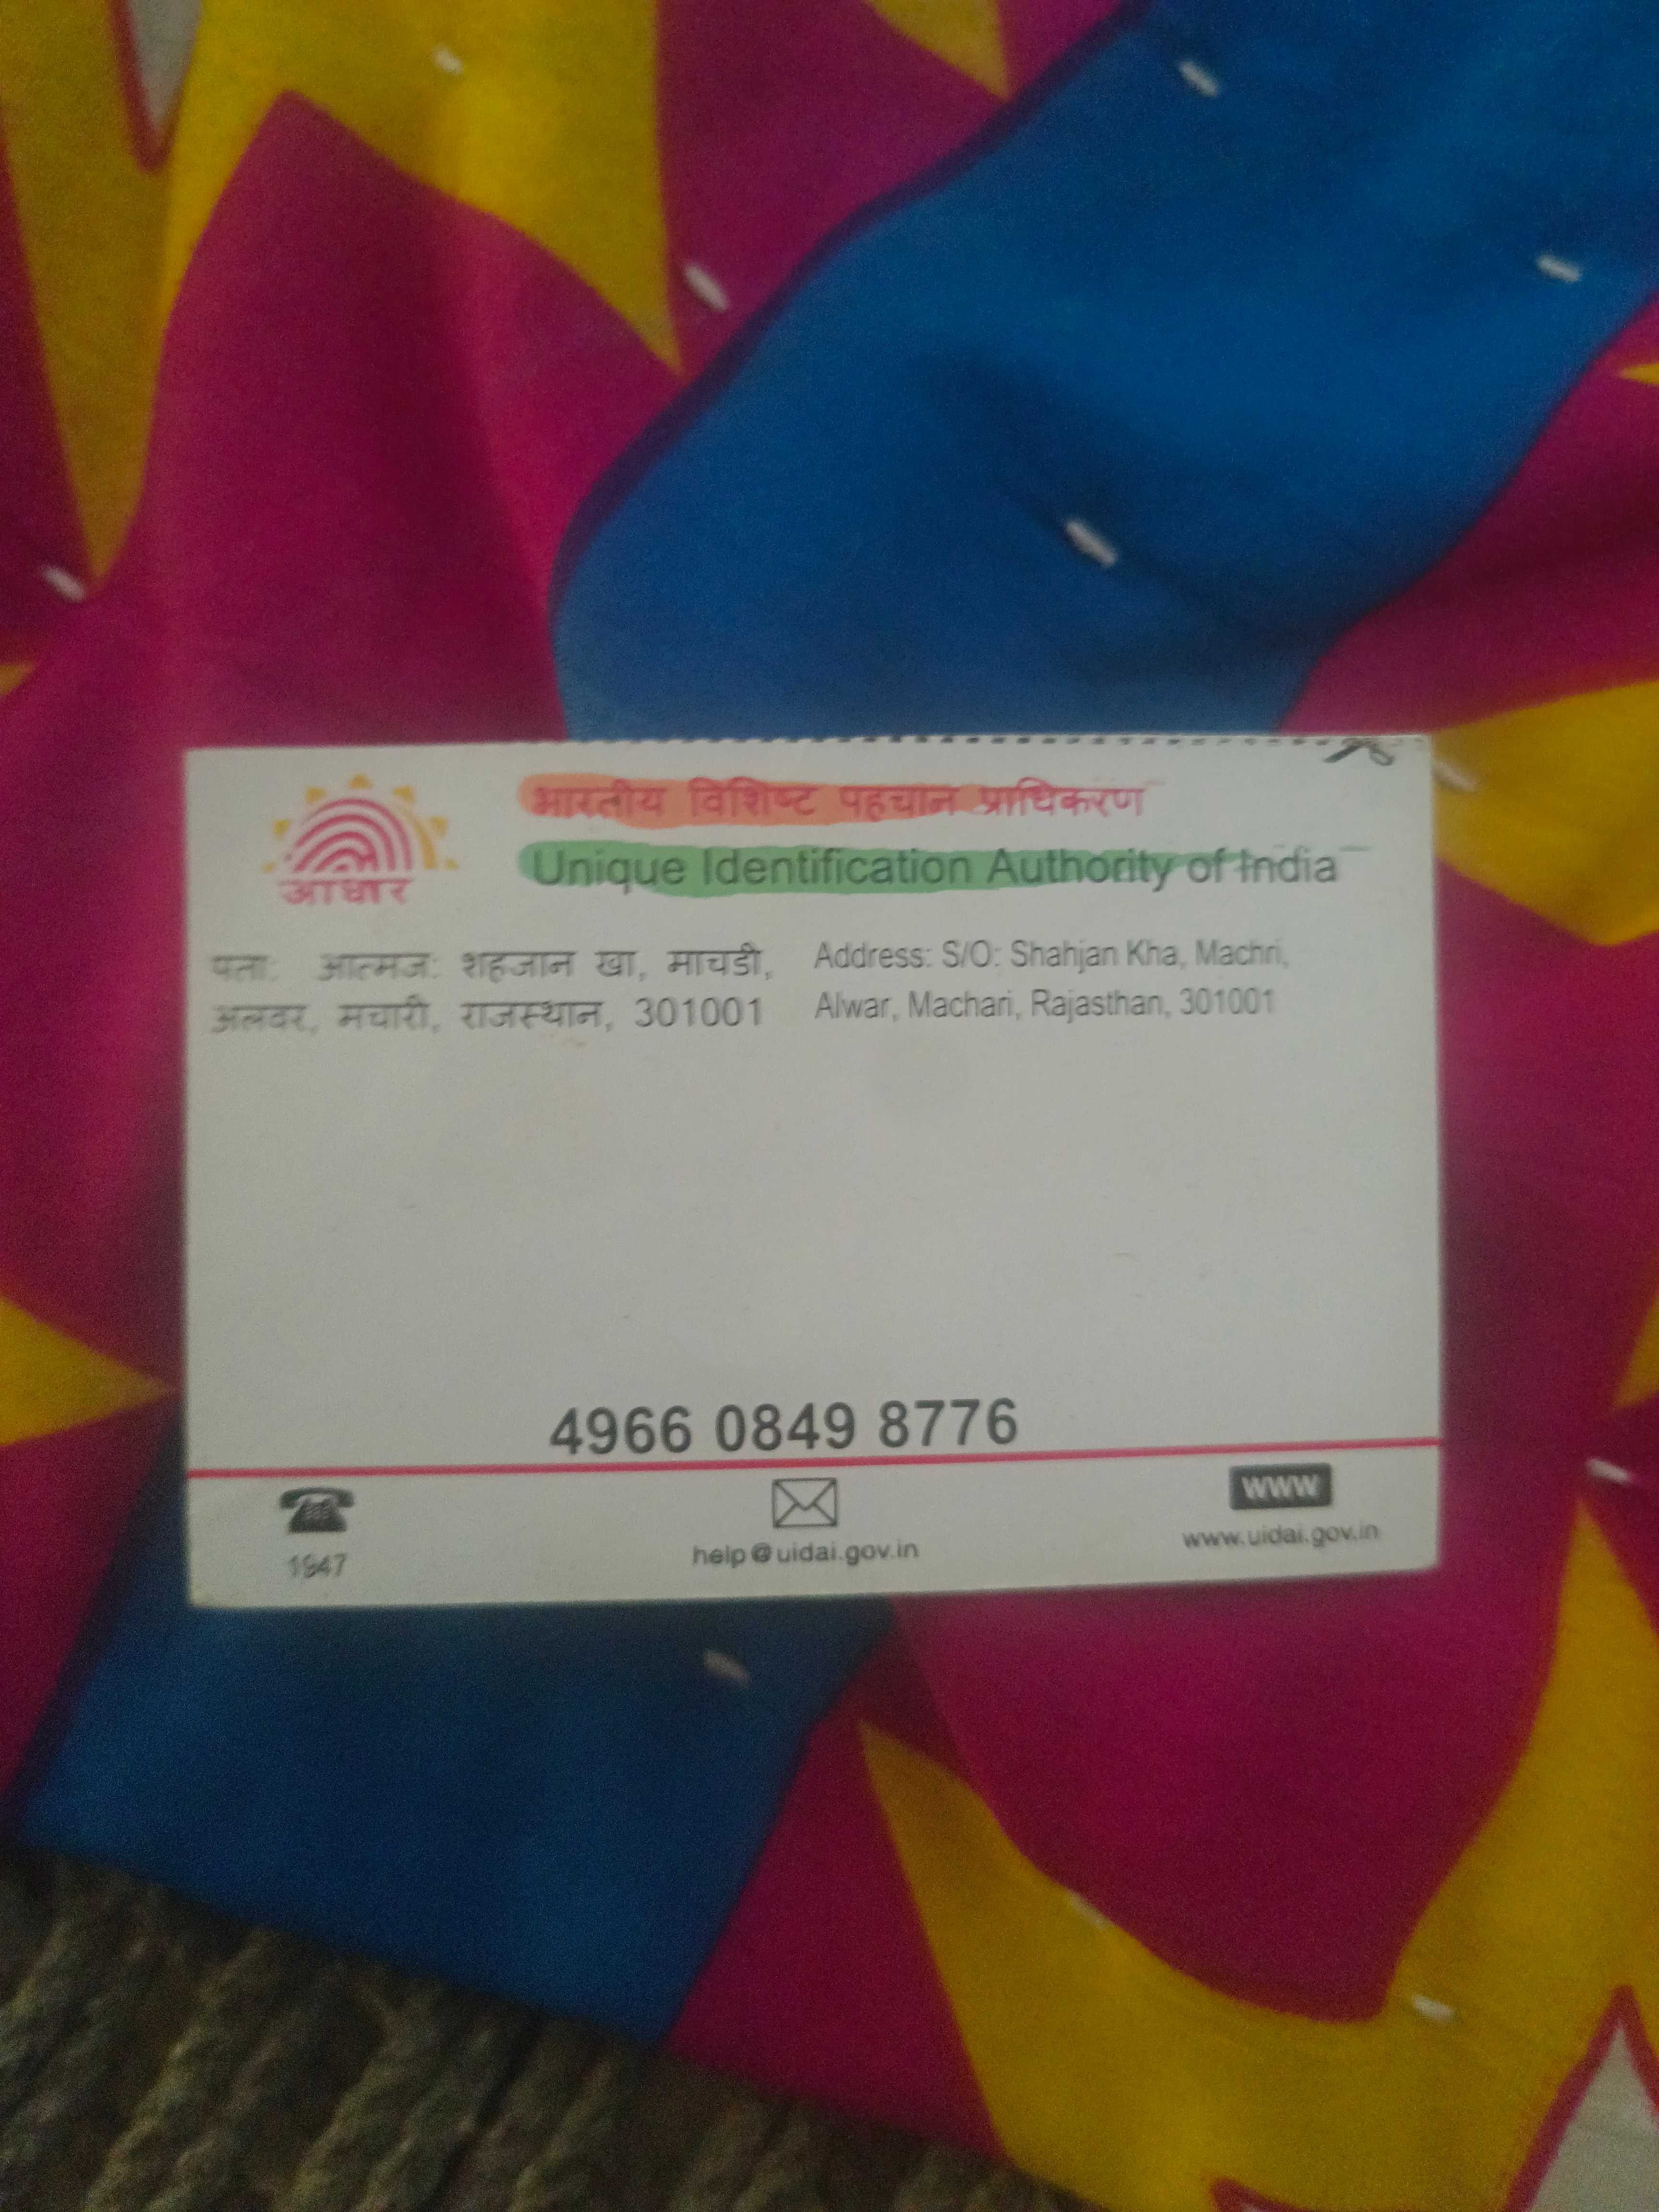 आधार
भारतीय विशिष्ट पहचान प्राधिकरण
Unique Identification Authority of India
पता: आत्मज: शहजान खा, माचडी,
अलवर, मचारी, राजस्थान, 301001
Address: S/O: Shahjan Kha, Machri,
Alwar, Machari, Rajasthan, 301001
4966 0849 8776
1947
help@uidai.gov.in
www
www.uidai.gov.in